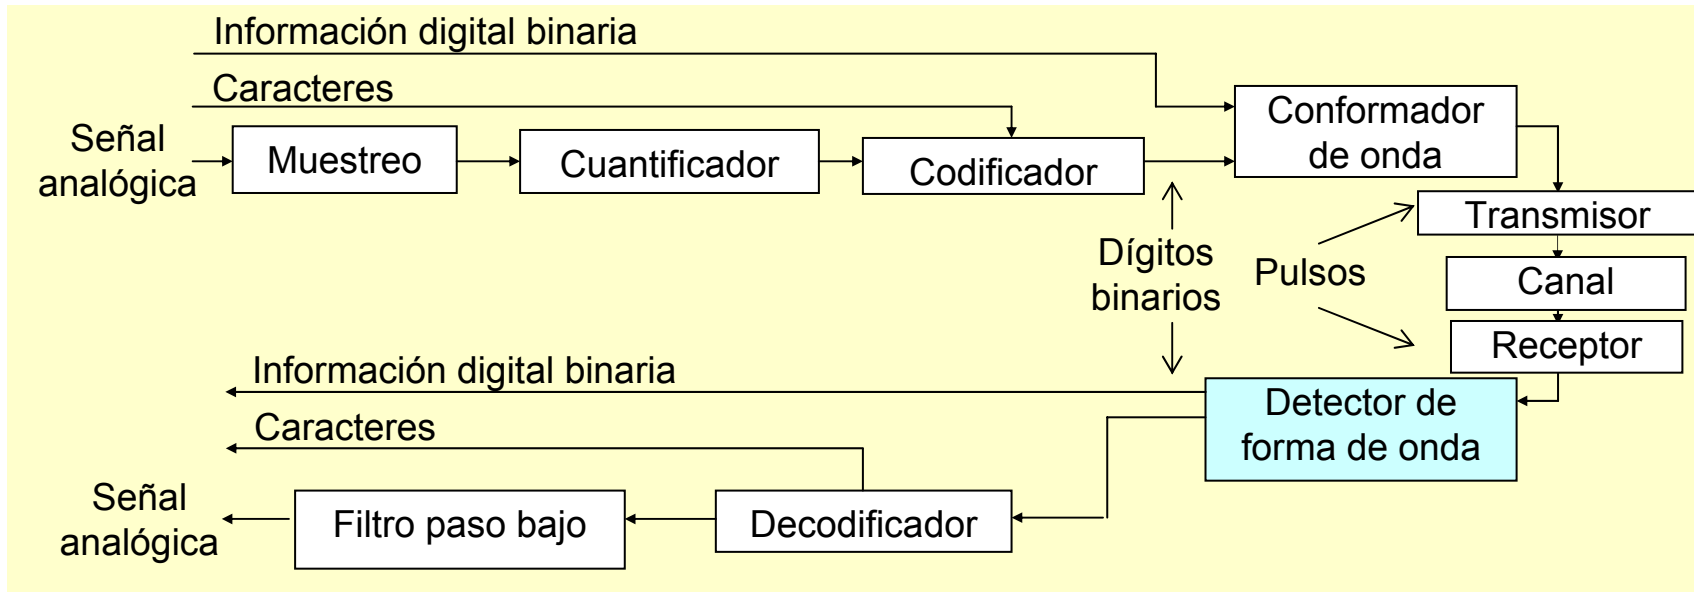 Información digital binaria
Caracteres
Señal
analógica
Muestreo
Cuantificador
Codificador
Conformador
de onda
Transmisor
Dígitos
binarios
Pulsos
Canal
Receptor
Información digital binaria
Detector de
forma de onda
Caracteres
Señal
analógica
Filtro paso bajo
Decodificador